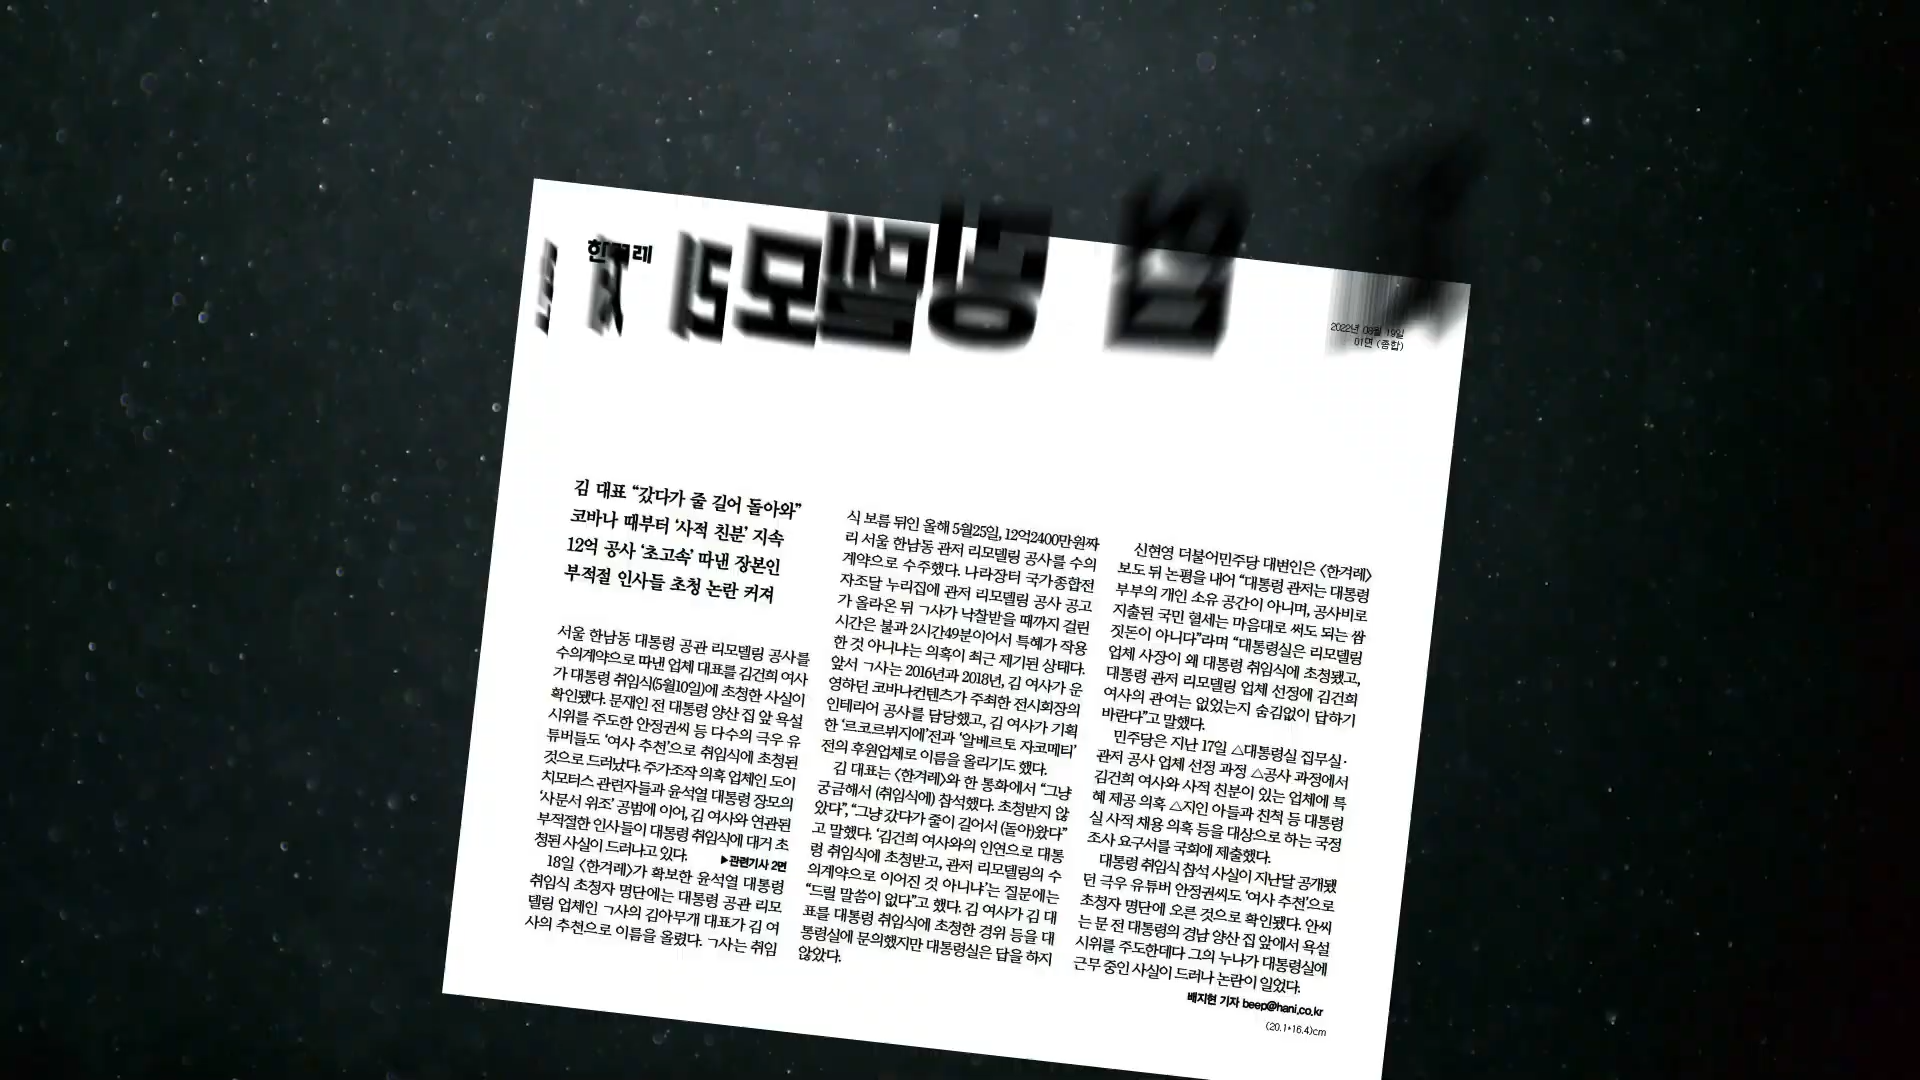 한겨레
리모델링 업
2022년 08월 19일
01면 (종합)
김 대표 “갔다가 줄 길어 돌아와”
코바나 때부터 ‘사적 친분’ 지속
12억 공사 ‘초고속’ 따낸 장본인
부적절 인사들 초청 논란 커져
서울 한남동 대통령 공관 리모델링 공사를
수의계약으로 따낸 업체 대표를 김건희 여사
가 대통령 취임식(5월10일)에 초청한 사실이
확인됐다. 문재인 전 대통령 양산 집 앞 욕설
시위를 주도한 안정권씨 등 다수의 극우 유
튜버들도 ‘여사 추천’으로 취임식에 초청된
것으로 드러났다. 주가조작 의혹 업체인 도이
치모터스 관련자들과 윤석열 대통령 장모의
‘사문서 위조’ 공범에 이어, 김 여사와 연관된
부적절한 인사들이 대통령 취임식에 대거 초
청된 사실이 드러나고 있다. ▶관련기사 2면
18일 〈한겨레〉가 확보한 윤석열 대통령
취임식 초청자 명단에는 대통령 공관 리모
델링 업체인 ㄱ사의 김아무개 대표가 김 여
사의 추천으로 이름을 올렸다. ㄱ사는 취임
식 보름 뒤인 올해 5월25일, 12억2400만원짜
리 서울 한남동 관저 리모델링 공사를 수의
계약으로 수주했다. 나라장터 국가종합전
자조달 누리집에 관저 리모델링 공사 공고
가 올라온 뒤 ㄱ사가 낙찰받을 때까지 걸린
시간은 불과 2시간49분이어서 특혜가 작용
한 것 아니냐는 의혹이 최근 제기된 상태다.
앞서 ㄱ사는 2016년과 2018년, 김 여사가 운
영하던 코바나컨텐츠가 주최한 전시회장의
인테리어 공사를 담당했고, 김 여사가 기획
한 ‘르코르뷔지에’전과 ‘알베르토 자코메티’
전의 후원업체로 이름을 올리기도 했다.
김 대표는 〈한겨레〉와 한 통화에서 “그냥
궁금해서 (취임식에) 참석했다. 초청받지 않
았다”, “그냥 갔다가 줄이 길어서 (돌아)왔다”
고 말했다. ‘김건희 여사와의 인연으로 대통
령 취임식에 초청받고, 관저 리모델링의 수
의계약으로 이어진 것 아니냐’는 질문에는
“드릴 말씀이 없다”고 했다. 김 여사가 김 대
표를 대통령 취임식에 초청한 경위 등을 대
통령실에 문의했지만 대통령실은 답을 하지
않았다.
신현영 더불어민주당 대변인은 〈한겨레〉
보도 뒤 논평을 내어 “대통령 관저는 대통령
부부의 개인 소유 공간이 아니며, 공사비로
지출된 국민 혈세는 마음대로 써도 되는 쌈
짓돈이 아니다”라며 “대통령실은 리모델링
업체 사장이 왜 대통령 취임식에 초청됐고,
대통령 관저 리모델링 업체 선정에 김건희
여사의 관여는 없었는지 숨김없이 답하기
바란다”고 말했다.
민주당은 지난 17일 △대통령실 집무실·
관저 공사 업체 선정 과정 △공사 과정에서
김건희 여사와 사적 친분이 있는 업체에 특
혜 제공 의혹 △지인 아들과 친척 등 대통령
실 사적 채용 의혹 등을 대상으로 하는 국정
조사 요구서를 국회에 제출했다.
대통령 취임식 참석 사실이 지난달 공개됐
던 극우 유튜버 안정권씨도 ‘여사 추천’으로
초청자 명단에 오른 것으로 확인됐다. 안씨
는 문 전 대통령의 경남 양산 집 앞에서 욕설
시위를 주도한데다 그의 누나가 대통령실에
근무 중인 사실이 드러나 논란이 일었다.
배지현 기자 beep@hani.co.kr
(20.1*16.4)cm